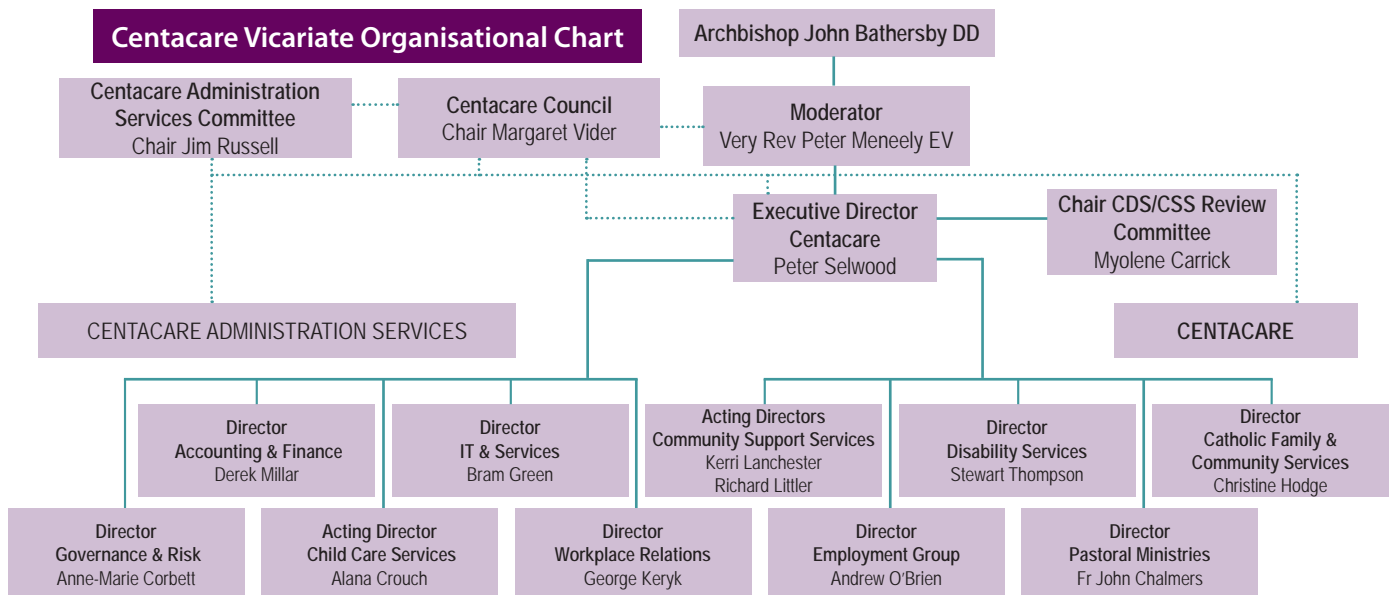 Centacare Vicariate Organisational Chart
Archbishop John Bathersby DD
Centacare Administration
Services Committee
Chair Jim Russell
Centacare Council
Chair Margaret Vider
Moderator
Very Rev Peter Meneely EV
Executive Director
Centacare
Peter Selwood
Chair CDS/CSS Review
Committee
Myolene Carrick
CENTACARE ADMINISTRATION SERVICES
CENTACARE
Director
Accounting & Finance
Derek Millar
Director
IT & Services
Bram Green
Acting Directors
Community Support Services
Kerri Lanchester
Richard Littler
Director
Disability Services
Stewart Thompson
Director
Catholic Family &
Community Services
Christine Hodge
Director
Governance & Risk
Anne-Marie Corbett
Acting Director
Child Care Services
Alana Crouch
Director
Workplace Relations
George Keryk
Director
Employment Group
Andrew O'Brien
Director
Pastoral Ministries
Fr John Chalmers